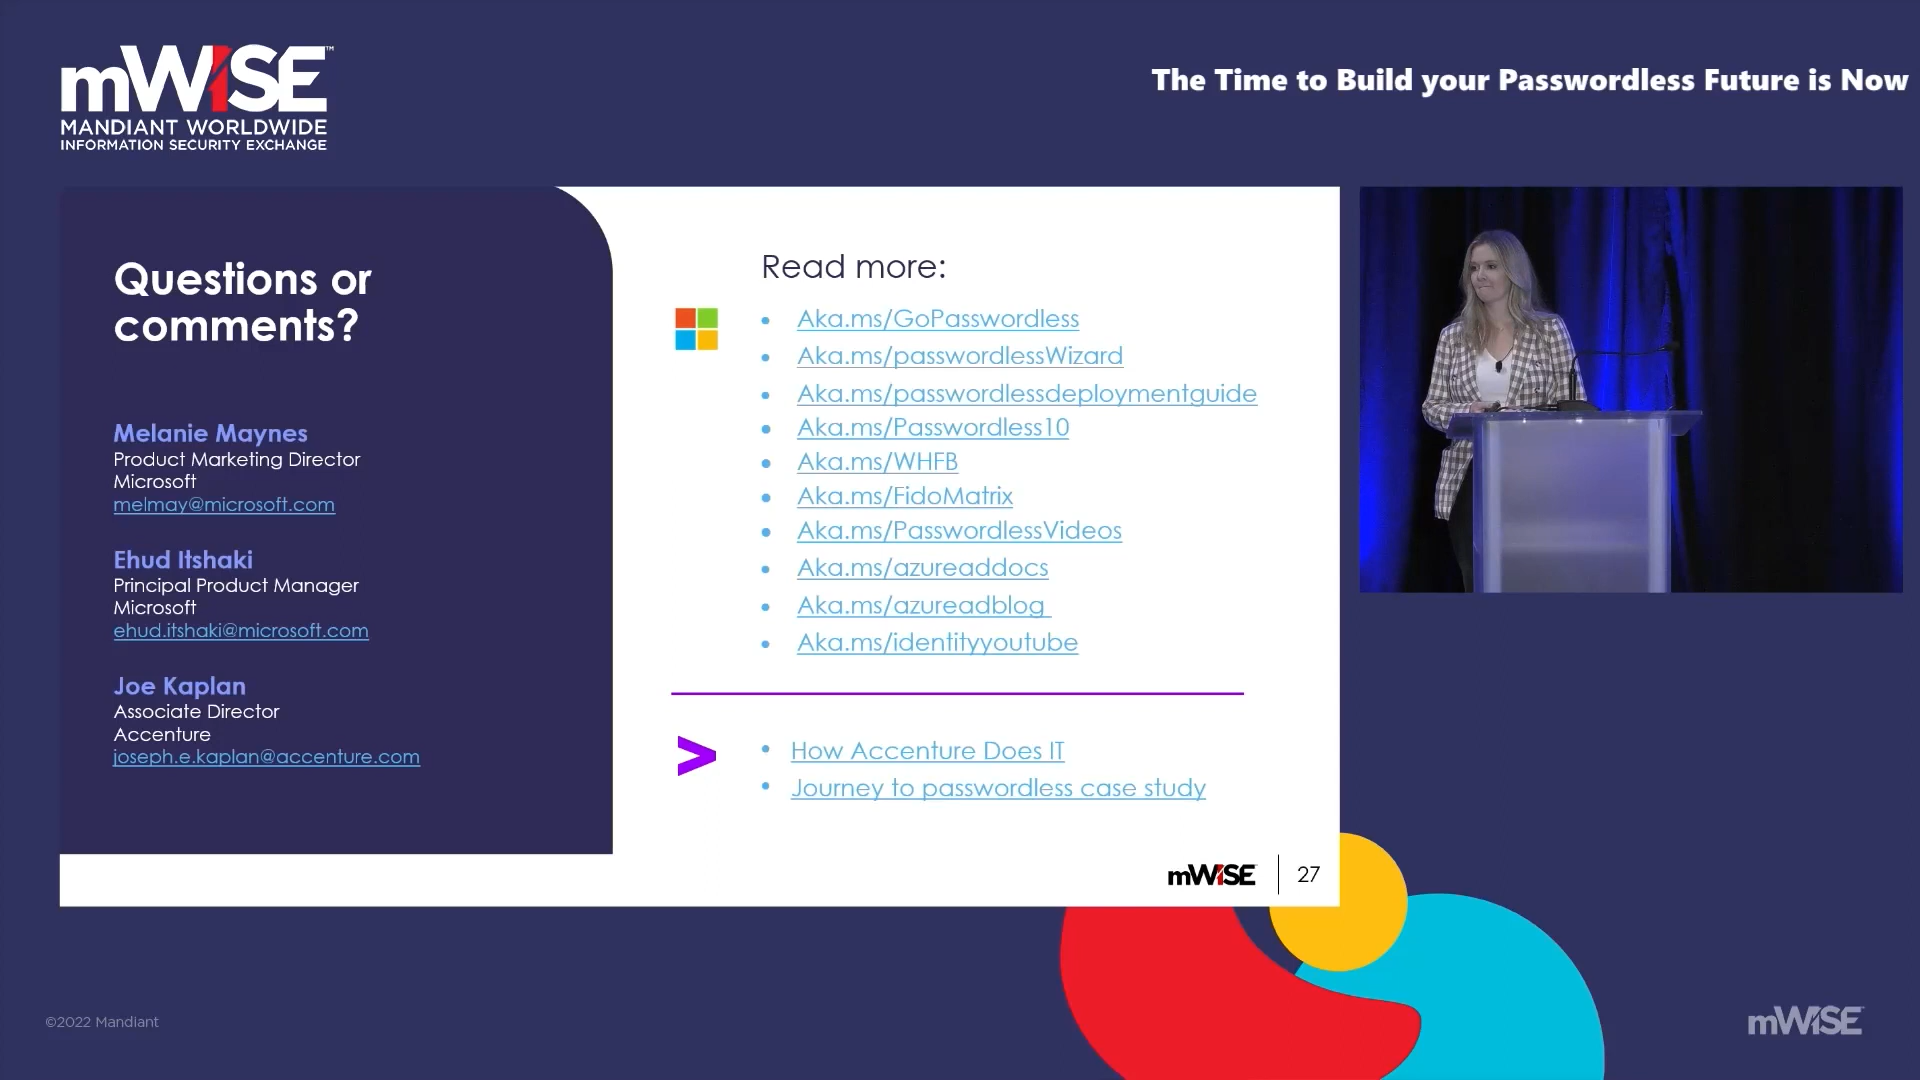 mWISE™
MANDIANT WORLDWIDE
INFORMATION SECURITY EXCHANGE
The Time to Build your Passwordless Future is Now
Questions or
comments?
Melanie Maynes
Product Marketing Director
Microsoft
melmay@microsoft.com
Ehud Itshaki
Principal Product Manager
Microsoft
ehud.itshaki@microsoft.com
Joe Kaplan
Associate Director
Accenture
joseph.e.kaplan@accenture.com
Read more:
• Aka.ms/GoPasswordless
• Aka.ms/passwordlessWizard
• Aka.ms/passwordlessdeploymentguide
• Aka.ms/Passwordless10
• Aka.ms/WHFB
• Aka.ms/FidoMatrix
• Aka.ms/PasswordlessVideos
• Aka.ms/azureaddocs
• Aka.ms/azureadblog
• Aka.ms/identityyoutube
• How Accenture Does IT
• Journey to passwordless case study
mWISE | 27
©2022 Mandiant
mWISE